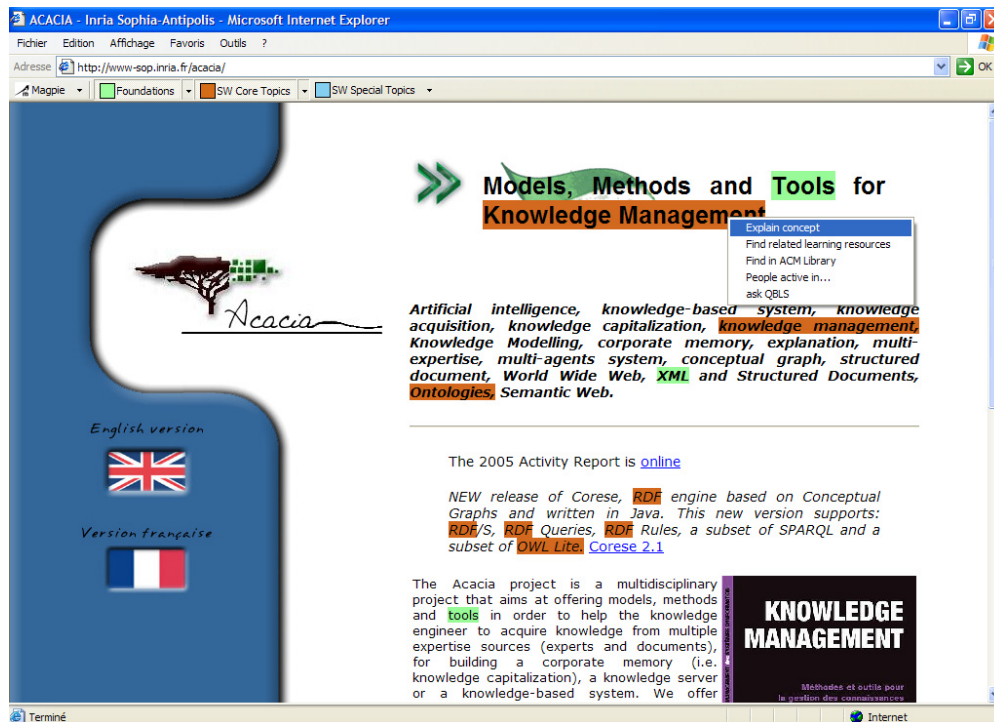 ACACIA - Inria Sophia-Antipolis - Microsoft Internet Explorer
Fichier Edition Affichage Favoris Outils ?
Adresse http://www-sop.inria.fr/acacia/ OK
Magpie Foundations SW Core Topics SW Special Topics
Models, Methods and Tools for
Knowledge Management
Explain concept
Find related learning resources
Find in ACM Library
People active in...
ask QBLS
Acacia
Artificial intelligence, knowledge-based system, knowledge
acquisition, knowledge capitalization, knowledge management,
Knowledge Modelling, corporate memory, explanation, multi-
expertise, multi-agents system, conceptual graph, structured
document, World Wide Web, XML and Structured Documents,
Ontologies, Semantic Web.
English version
The 2005 Activity Report is online
NEW release of Corese, RDF engine based on Conceptual
Graphs and written in Java. This new version supports:
RDF/S, RDF Queries, RDF Rules, a subset of SPARQL and a
subset of OWL Lite. Corese 2.1
Version française
The Acacia project is a multidisciplinary
project that aims at offering models, methods
and tools in order to help the knowledge
engineer to acquire knowledge from multiple
expertise sources (experts and documents),
for building a corporate memory (i.e.
knowledge capitalization), a knowledge server
or a knowledge-based system. We offer
KNOWLEDGE
MANAGEMENT
Méthodes et outils pour
la gestion des connaissances
Terminé Internet